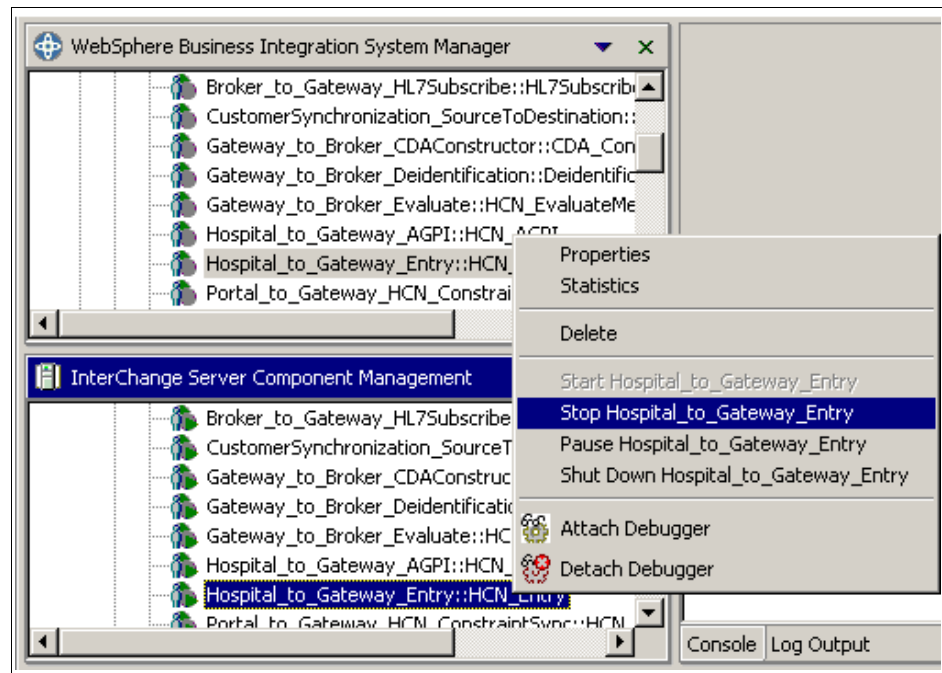 WebSphere Business Integration System Manager
Broker_to_Gateway_HL7Subscribe::HL7Subscrib
CustomerSynchronization_SourceToDestination::
Gateway_to_Broker_CDAConstructor::CDA_Con
Gateway_to_Broker_Deidentification::Deidentific
Gateway_to_Broker_Evaluate::HCN_EvaluateMe
Hospital_to_Gateway_AGPI::HCN_AGPI
Hospital_to_Gateway_Entry::HCN_
Portal_to_Gateway_HCN_Constrai
Properties
Statistics
Delete
Start Hospital_to_Gateway_Entry
Stop Hospital_to_Gateway_Entry
Pause Hospital_to_Gateway_Entry
Shut Down Hospital_to_Gateway_Entry
Attach Debugger
Detach Debugger
InterChange Server Component Management
Broker_to_Gateway_HL7Subscribe
CustomerSynchronization_SourceT
Gateway_to_Broker_CDAConstruc
Gateway_to_Broker_Deidentificatio
Gateway_to_Broker_Evaluate::HC
Hospital_to_Gateway_AGPI::HCN_
Hospital_to_Gateway_Entry::HCN_Entry
Portal_to_Gateway_HCN_ConstraintSync::HCN
Console Log Output